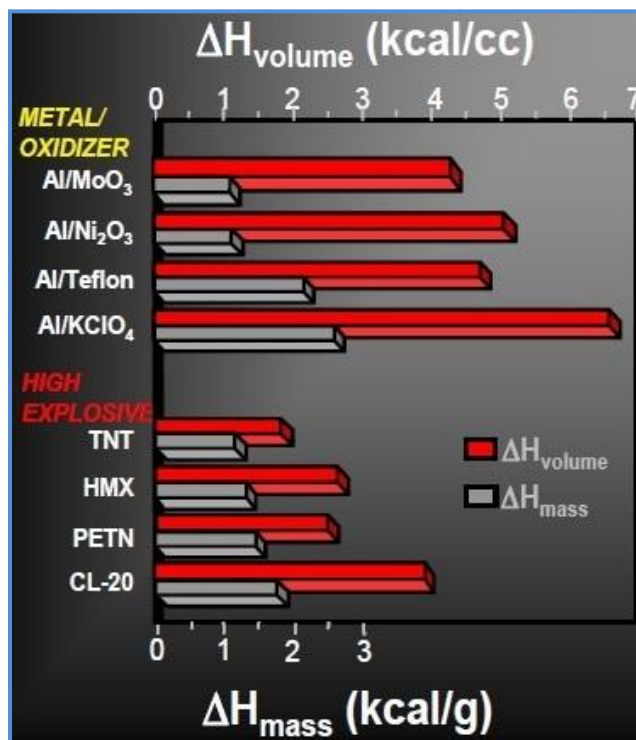 ΔHvolume (kcal/cc)
0 1 2 3 4 5 6 7
METAL/
OXIDIZER
Al/MoO3
Al/Ni2O3
Al/Teflon
Al/KClO4
HIGH
EXPLOSIVE
TNT
HMX
PETN
CL-20
ΔHvolume
ΔHmass
0 1 2 3
ΔHmass (kcal/g)